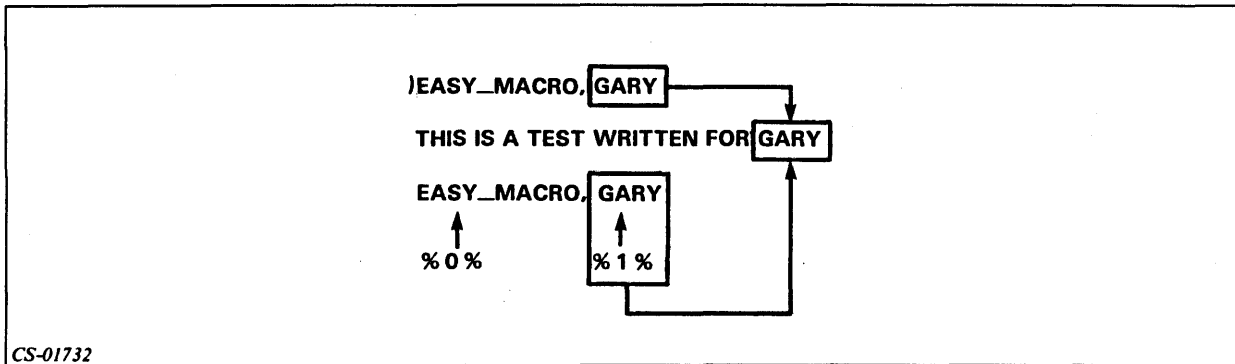 )EASY_MACRO, GARY
THIS IS A TEST WRITTEN FOR GARY
EASY_MACRO, GARY
%0% %1%
CS-01732